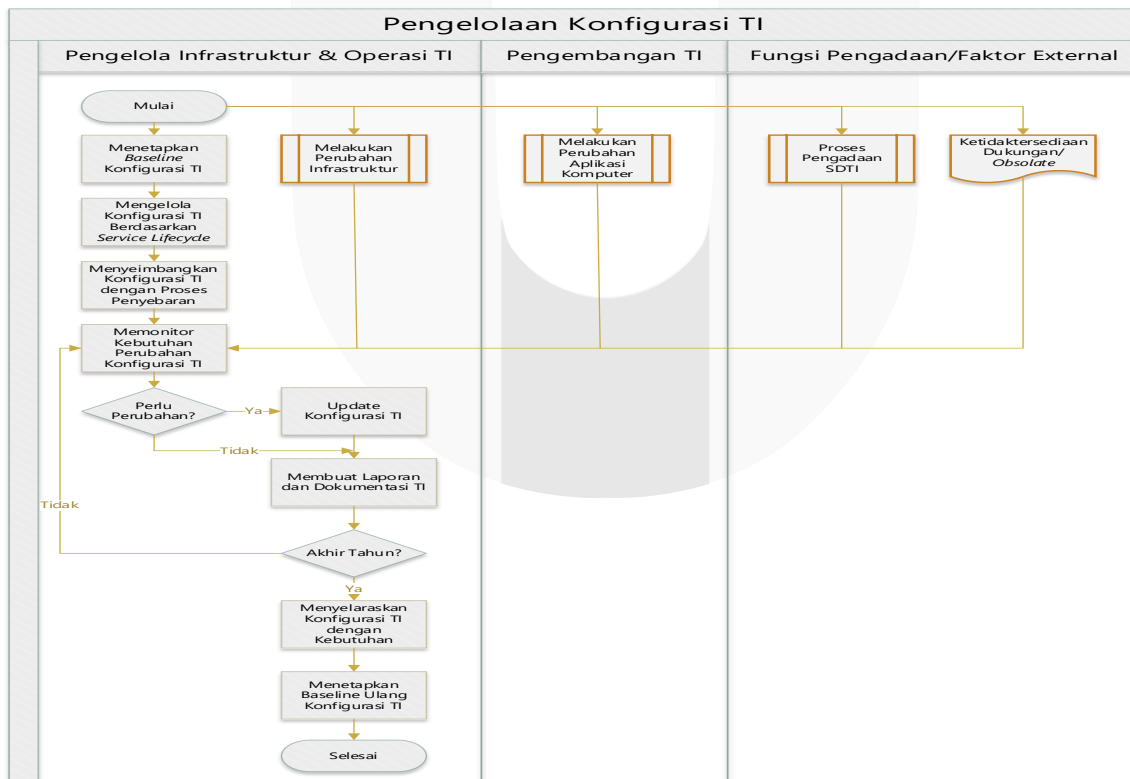 Pengelolaan Konfigurasi TI
Pengelola Infrastruktur & Operasi TI
Pengembangan TI
Fungsi Pengadaan/Faktor External
Mulai
Menetapkan
Baseline
Konfigurasi TI
Melakukan
Perubahan
Infrastruktur
Melakukan
Perubahan
Aplikasi
Komputer
Proses
Pengadaan
SDTI
Ketidaktersediaan
Dukungan/
Obsolate
Mengelola
Konfigurasi TI
Berdasarkan
Service Lifecycle
Menyeimbangkan
Konfigurasi TI
dengan Proses
Penyebaran
Memonitor
Kebutuhan
Perubahan
Konfigurasi TI
Perlu
Perubahan?
Ya
Update
Konfigurasi TI
Tidak
Membuat Laporan
dan Dokumentasi TI
Tidak
Akhir Tahun?
Ya
Menyelaraskan
Konfigurasi TI
dengan
Kebutuhan
Menetapkan
Baseline Ulang
Konfigurasi TI
Selesai